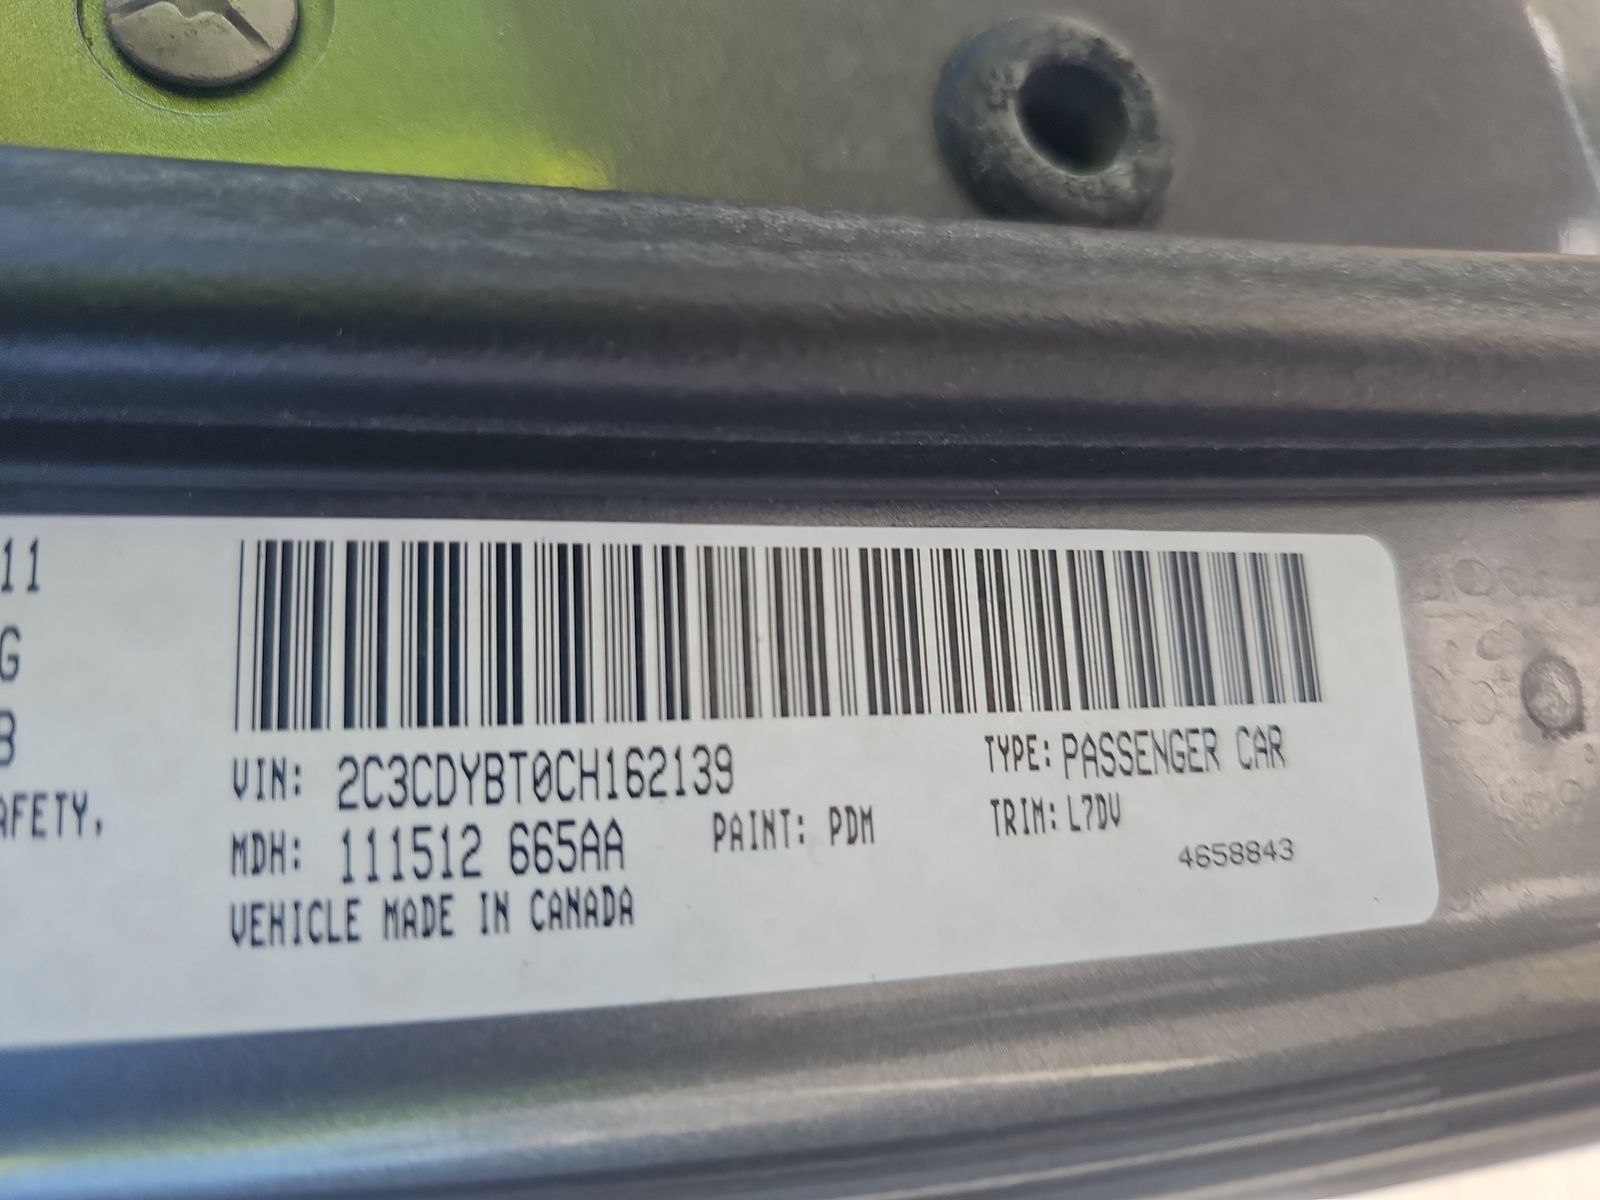 11
G
B
AFETY,
VIN: 2C3CDYBT0CH162139
TYPE: PASSENGER CAR
MDH: 111512 665AA
PAINT: PDM
TRIM: L7DV
4658843
VEHICLE MADE IN CANADA